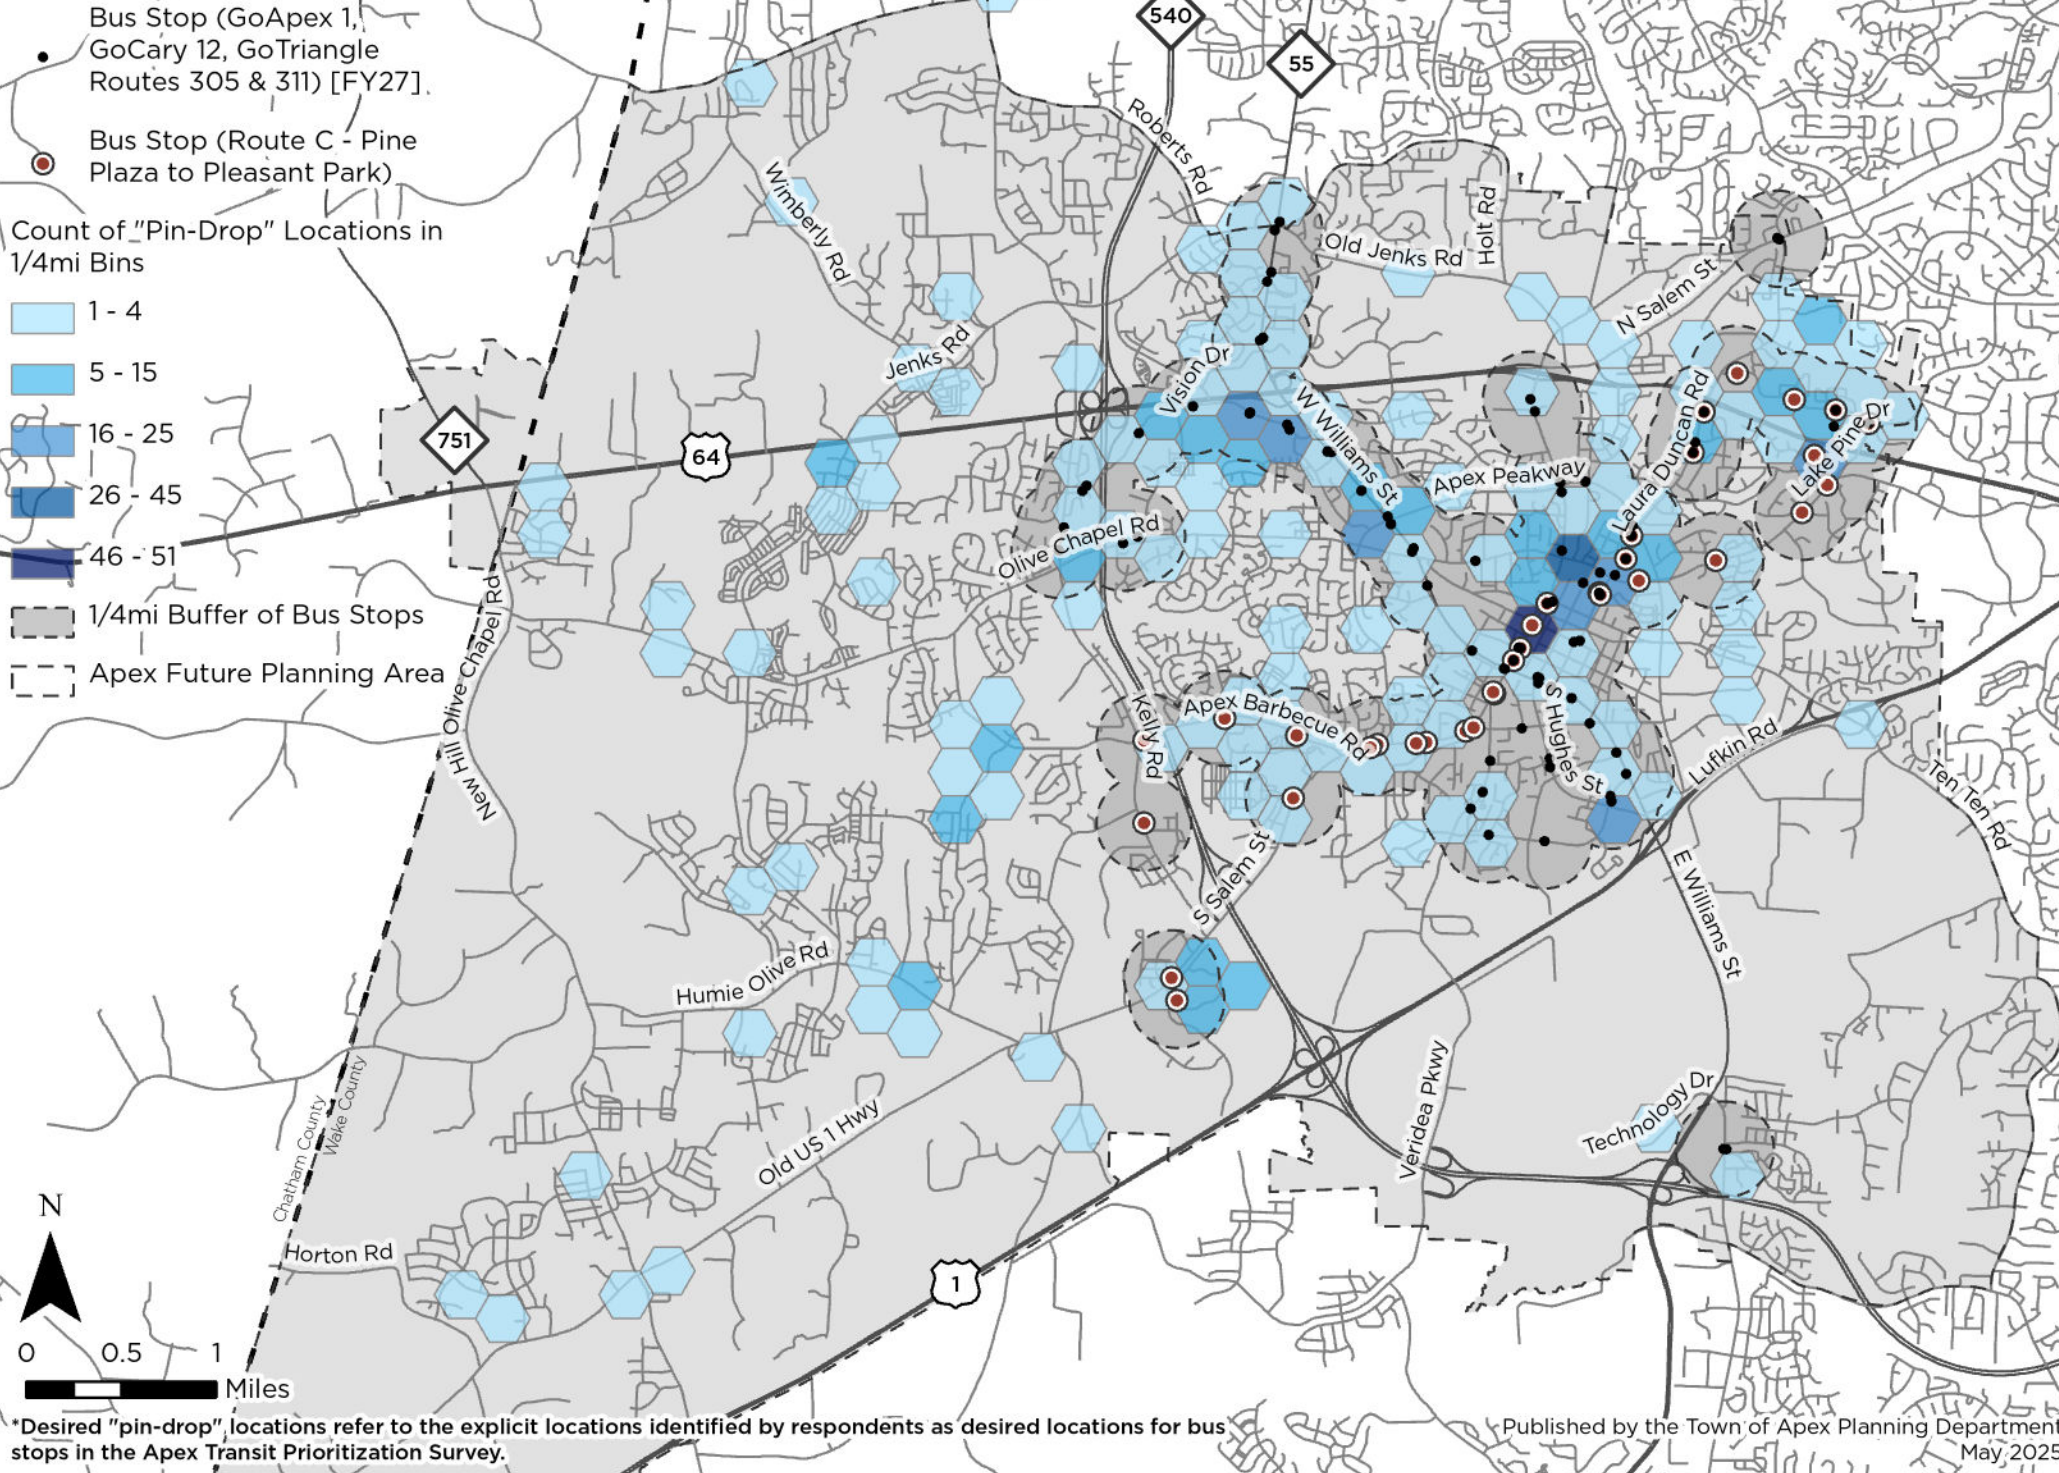 Bus Stop (GoApex 1,
GoCary 12, GoTriangle
Routes 305 & 311) [FY27]
Bus Stop (Route C - Pine
Plaza to Pleasant Park)
Count of "Pin-Drop" Locations in
1/4mi Bins
1 - 4
5 - 15
16 - 25
26 - 45
46 - 51
1/4mi Buffer of Bus Stops
Apex Future Planning Area
540
55
Roberts Rd
Wimberly Rd
Old Jenks Rd
Holt Rd
N Salem St
Jenks Rd
Vision Dr
W Williams St
Laura Duncan Rd
Lake Pine Dr
751
64
Apex Peakway
Olive Chapel Rd
New Hill Olive Chapel Rd
Kelly Rd
Apex Barbecue Rd
S Hughes St
Lufkin Rd
Ten Ten Rd
S Salem St
E Williams St
Humie Olive Rd
Old US 1 Hwy
Veridea Pkwy
Technology Dr
Chatham County
Wake County
Horton Rd
1
N
0 0.5 1
Miles
*Desired "pin-drop" locations refer to the explicit locations identified by respondents as desired locations for bus
stops in the Apex Transit Prioritization Survey.
Published by the Town of Apex Planning Department
May 2025